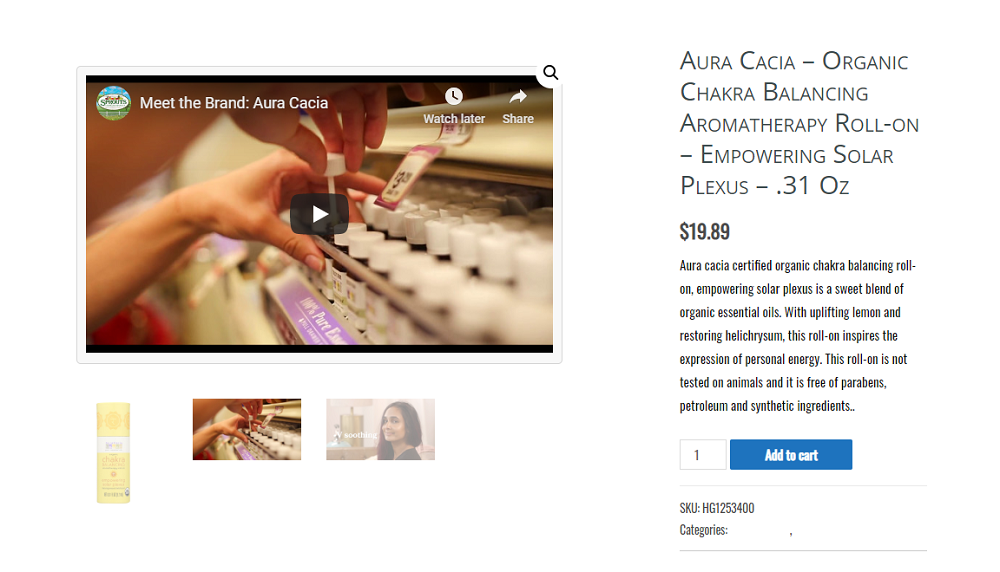 SPROUTS
Meet the Brand: Aura Cacia
Watch later
Share
100% Pure
soothing
chakra
Aura Cacia – Organic
Chakra Balancing
Aromatherapy Roll-on
– Empowering Solar
Plexus – .31 Oz
$19.89
Aura cacia certified organic chakra balancing roll-
on, empowering solar plexus is a sweet blend of
organic essential oils. With uplifting lemon and
restoring helichrysum, this roll-on inspires the
expression of personal energy. This roll-on is not
tested on animals and it is free of parabens,
petroleum and synthetic ingredients..
1
Add to cart
SKU: HG1253400
Categories: ,